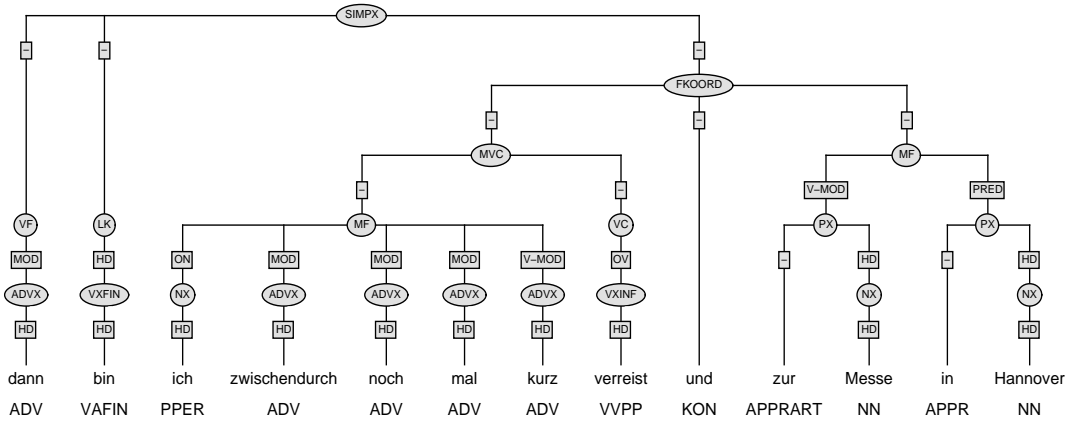 SIMPX
– – –
FKOORD
– – –
MVC MF
– – V–MOD PRED
VF LK MF VC PX PX
MOD HD ON MOD MOD MOD V–MOD OV – HD – HD
ADVX VXFIN NX ADVX ADVX ADVX ADVX VXINF NX NX
HD HD HD HD HD HD HD HD HD HD
dann bin ich zwischendurch noch mal kurz verreist und zur Messe in Hannover
ADV VAFIN PPER ADV ADV ADV ADV VVPP KON APPRART NN APPR NN